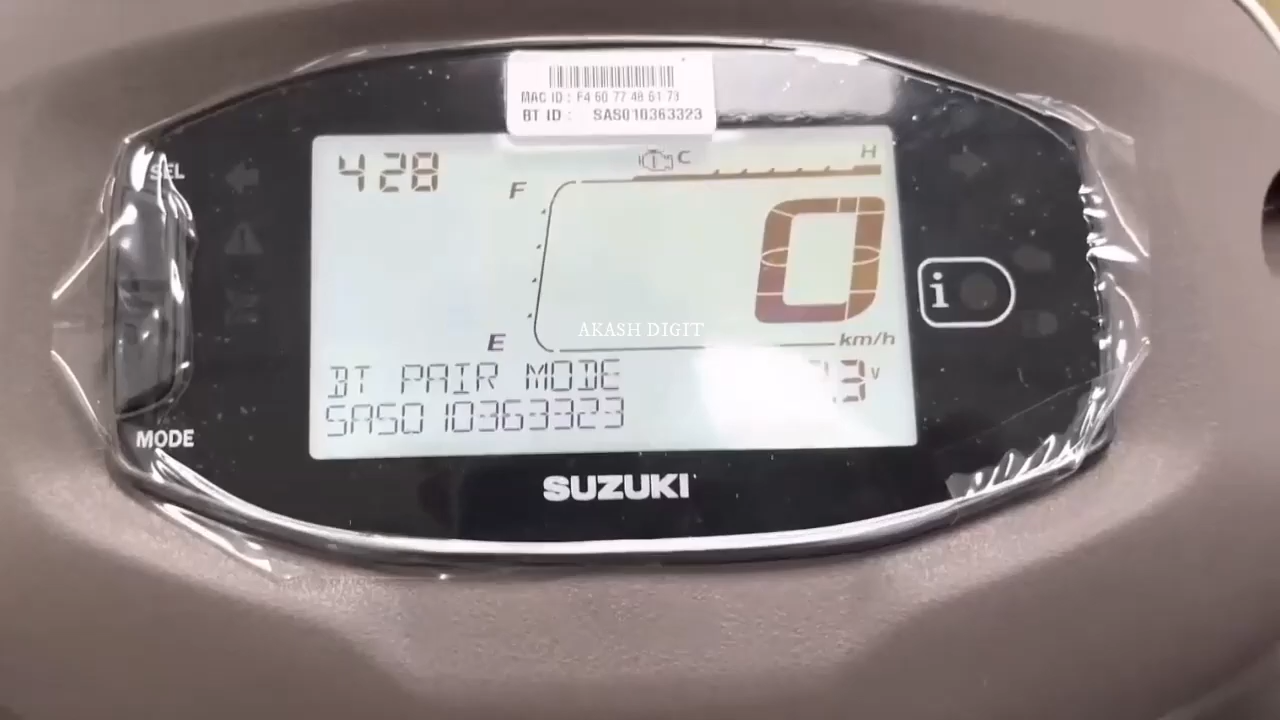 MAC ID : F4 60 77 48 61 73
BT ID : SAS010363323
SEL
428
C
H
F
0
i
AKASH DIGIT
E
km/h
BT PAIR MODE
.3 V
SAS010363323
MODE
SUZUKI